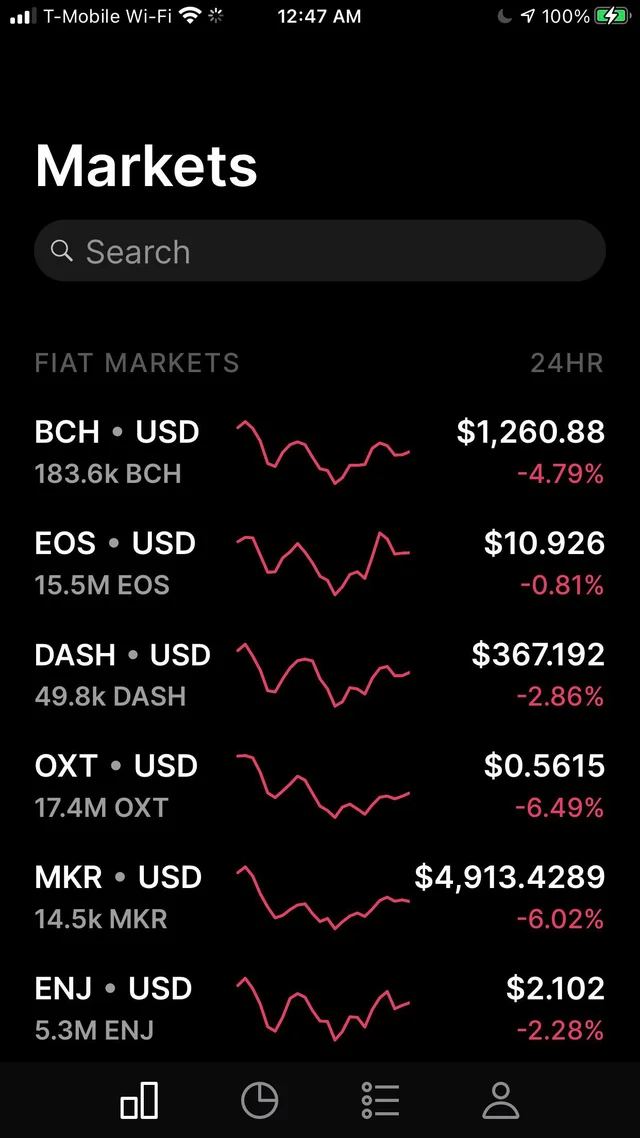 T-Mobile Wi-Fi 12:47 AM 100%
Markets
Search
FIAT MARKETS 24HR
BCH • USD $1,260.88
183.6k BCH -4.79%
EOS • USD $10.926
15.5M EOS -0.81%
DASH • USD $367.192
49.8k DASH -2.86%
OXT • USD $0.5615
17.4M OXT -6.49%
MKR • USD $4,913.4289
14.5k MKR -6.02%
ENJ • USD $2.102
5.3M ENJ -2.28%